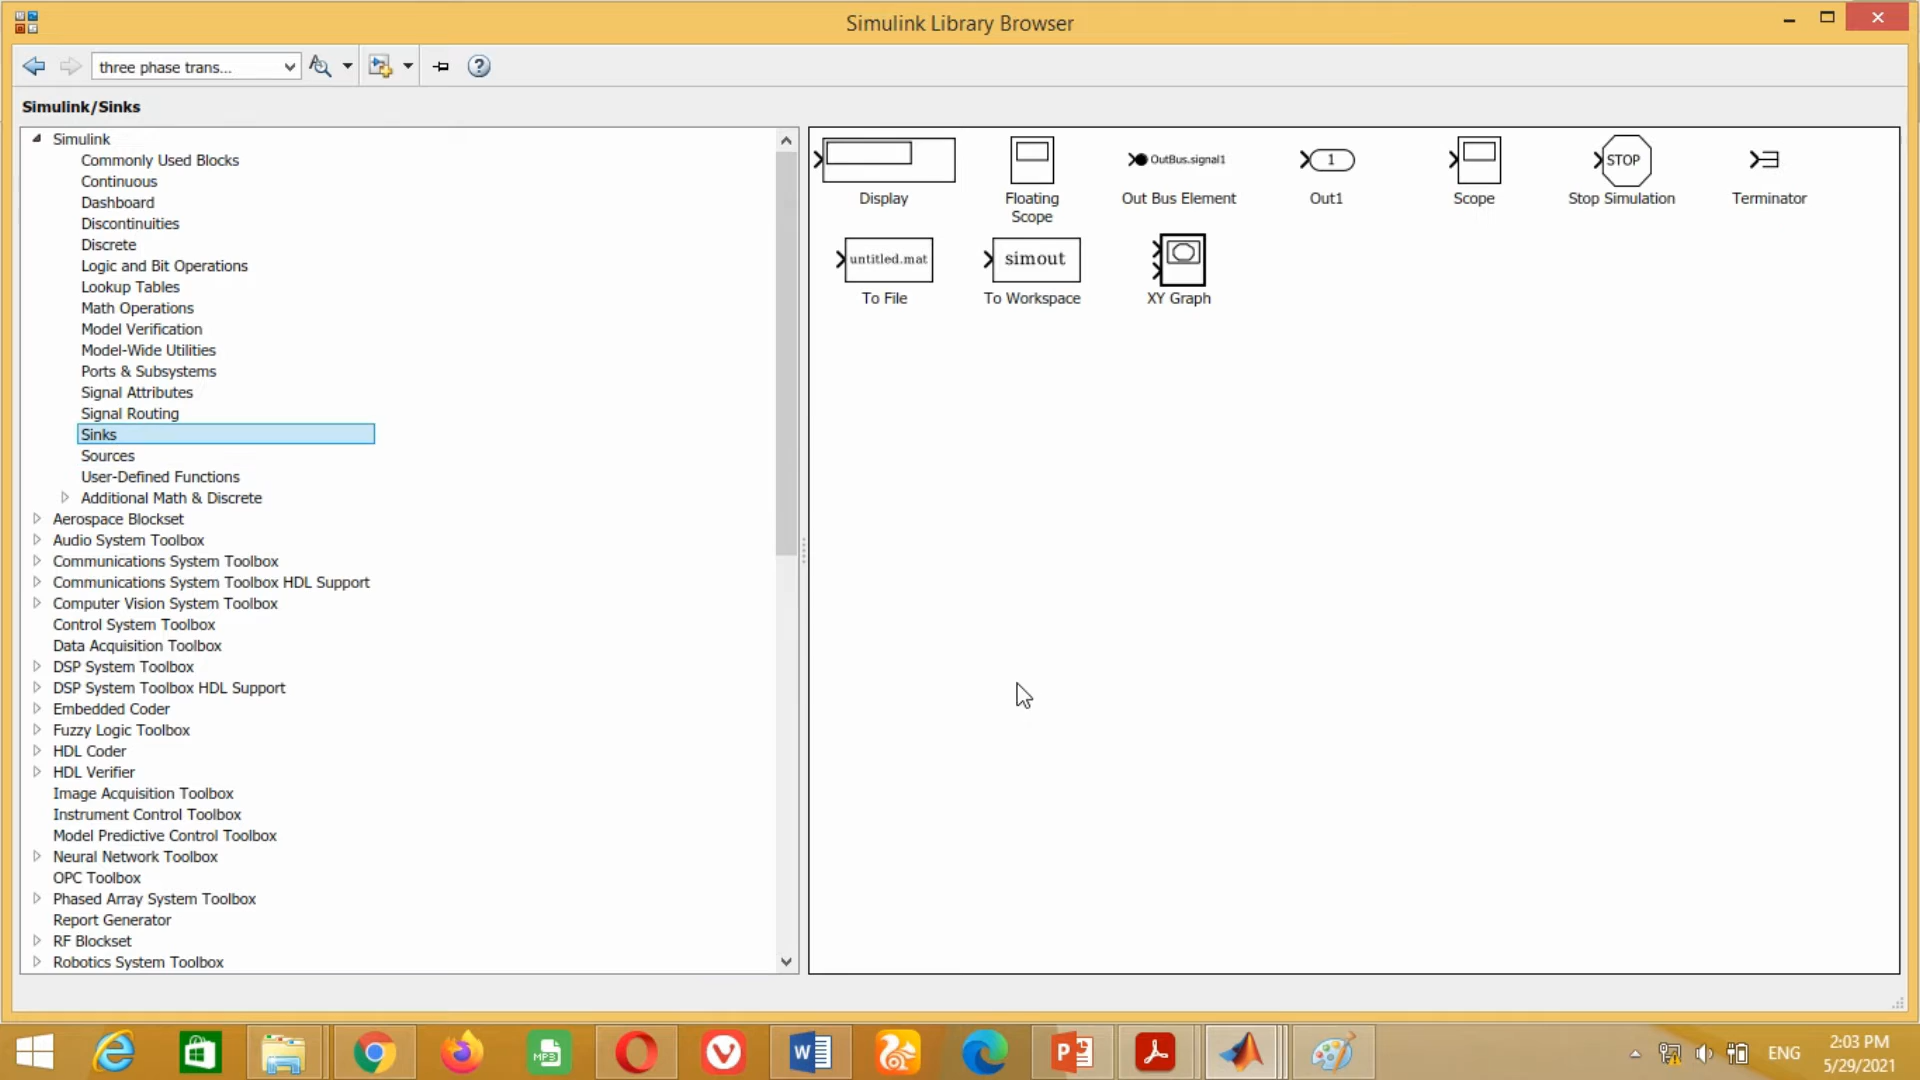 Simulink Library Browser
three phase trans...
Simulink/Sinks
Simulink
Commonly Used Blocks
Continuous
Dashboard
Discontinuities
Discrete
Logic and Bit Operations
Lookup Tables
Math Operations
Model Verification
Model-Wide Utilities
Ports & Subsystems
Signal Attributes
Signal Routing
Sinks
Sources
User-Defined Functions
Additional Math & Discrete
Aerospace Blockset
Audio System Toolbox
Communications System Toolbox
Communications System Toolbox HDL Support
Computer Vision System Toolbox
Control System Toolbox
Data Acquisition Toolbox
DSP System Toolbox
DSP System Toolbox HDL Support
Embedded Coder
Fuzzy Logic Toolbox
HDL Coder
HDL Verifier
Image Acquisition Toolbox
Instrument Control Toolbox
Model Predictive Control Toolbox
Neural Network Toolbox
OPC Toolbox
Phased Array System Toolbox
Report Generator
RF Blockset
Robotics System Toolbox
OutBus.signal1
1
STOP
Display
Floating
Scope
Out Bus Element
Out1
Scope
Stop Simulation
Terminator
untitled.mat
simout
To File
To Workspace
XY Graph
MP3
ENG
2:03 PM
5/29/2021